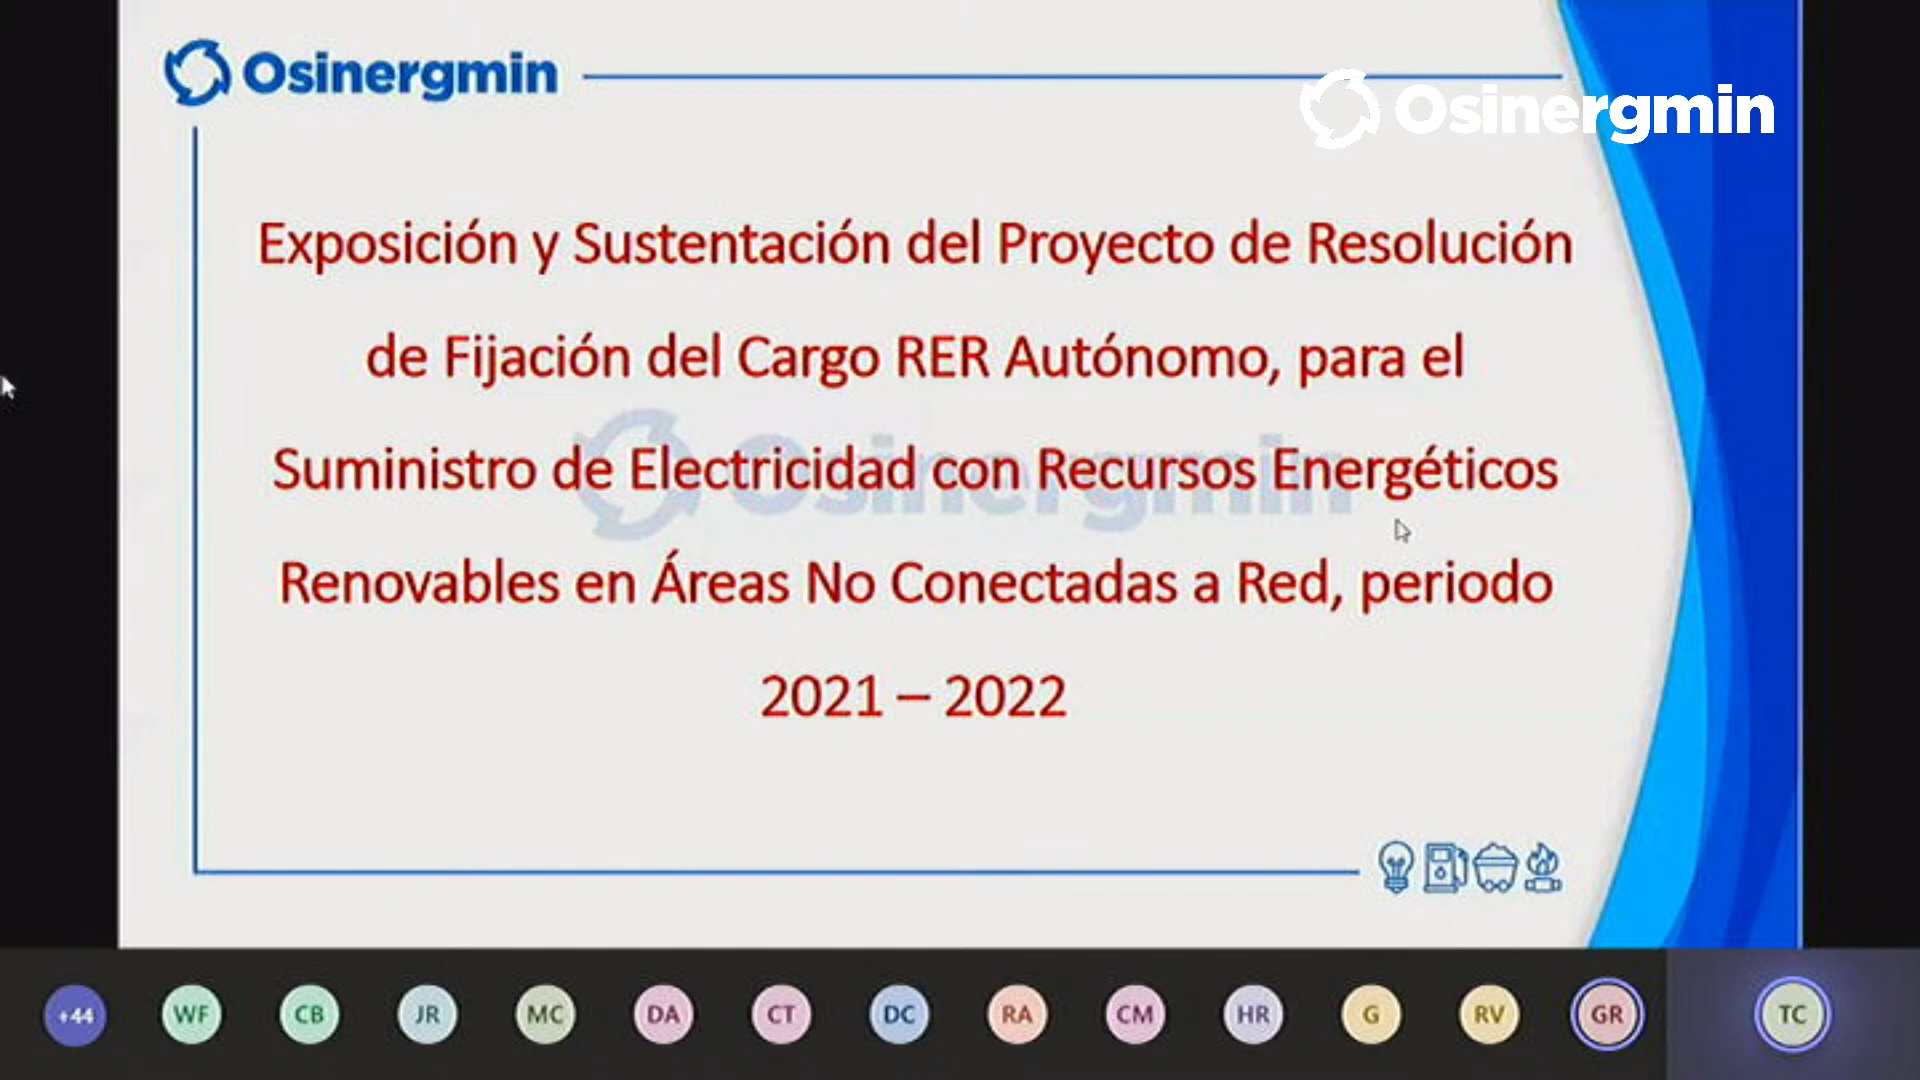 Osinergmin
Osinergmin
Exposición y Sustentación del Proyecto de Resolución
de Fijación del Cargo RER Autónomo, para el
Suministro de Electricidad con Recursos Energéticos
Renovables en Áreas No Conectadas a Red, periodo
2021 – 2022
Osinergmin
+44 WF CB JR MC DA CT DC RA CM HR G RV GR TC